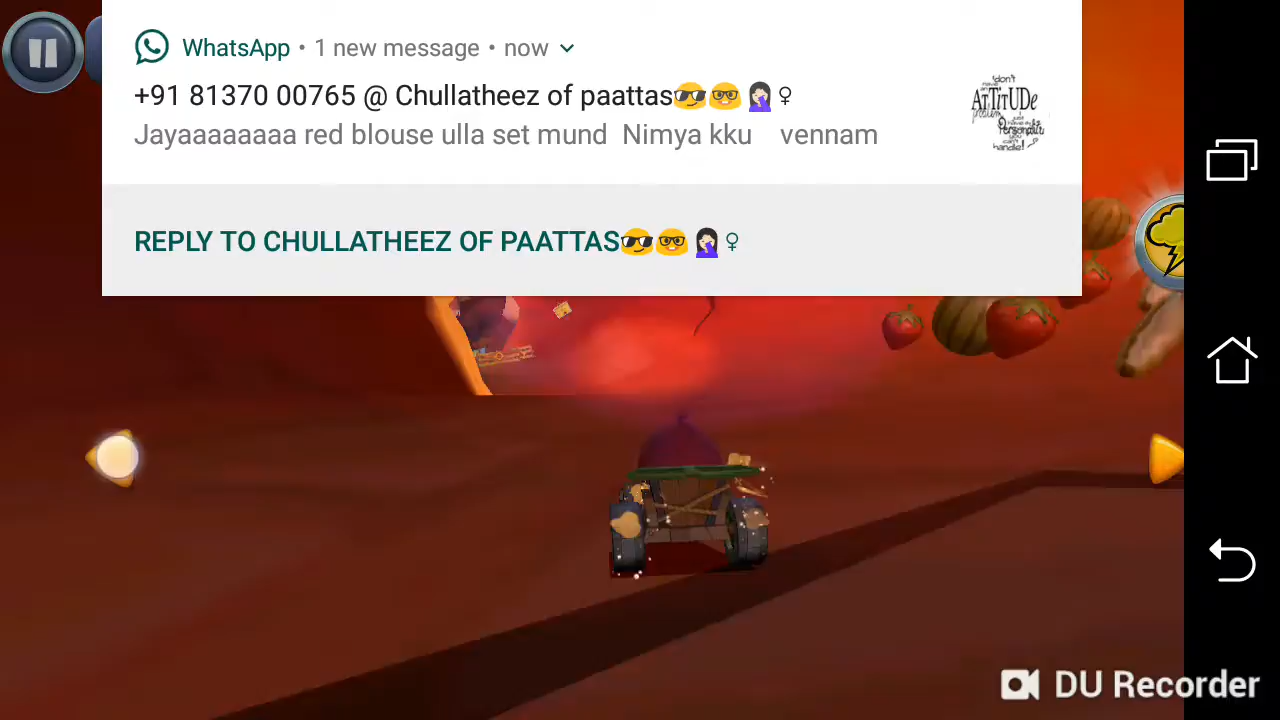 WhatsApp • 1 new message • now
+91 81370 00765 @ Chullatheez of paattas😎🤓🤦🏻‍♀
Jayaaaaaaaa red blouse ulla set mund Nimya kku vennam
don't
ATTiTUDe
REPLY TO CHULLATHEEZ OF PAATTAS😎🤓🤦🏻‍♀
DU Recorder